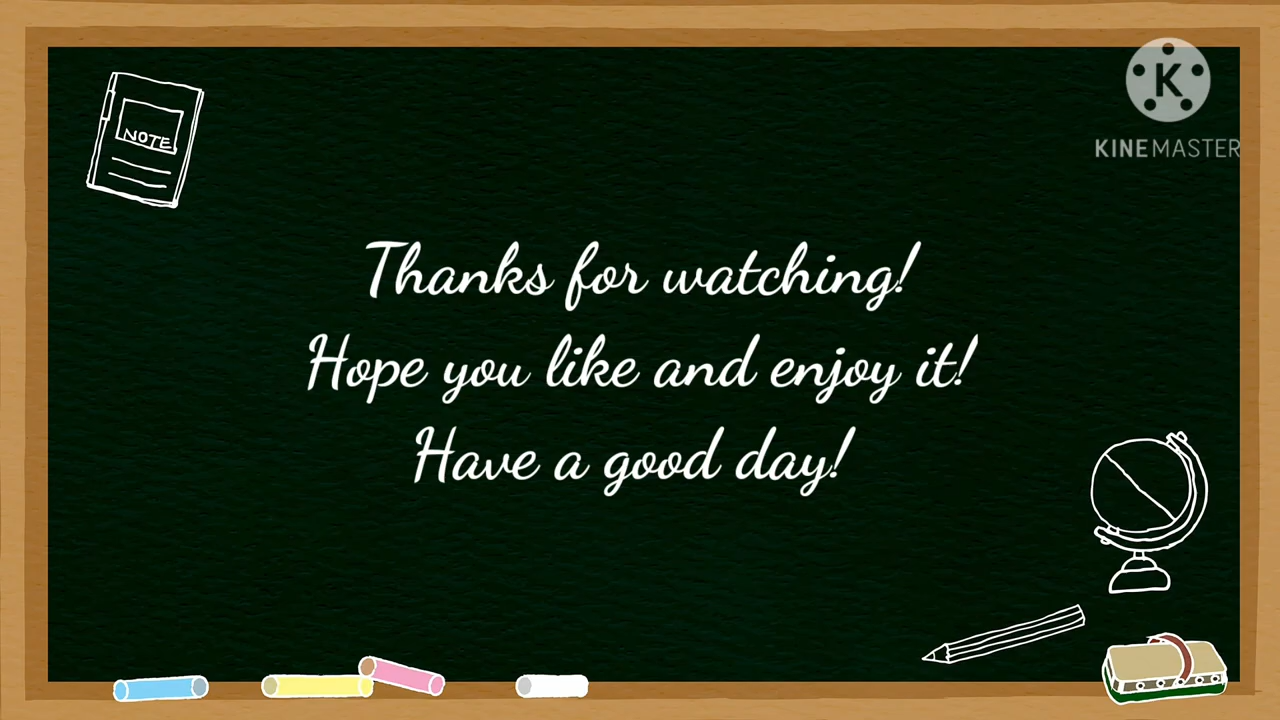 NOTE
K
KINEMASTER
Thanks for watching!
Hope you like and enjoy it!
Have a good day!